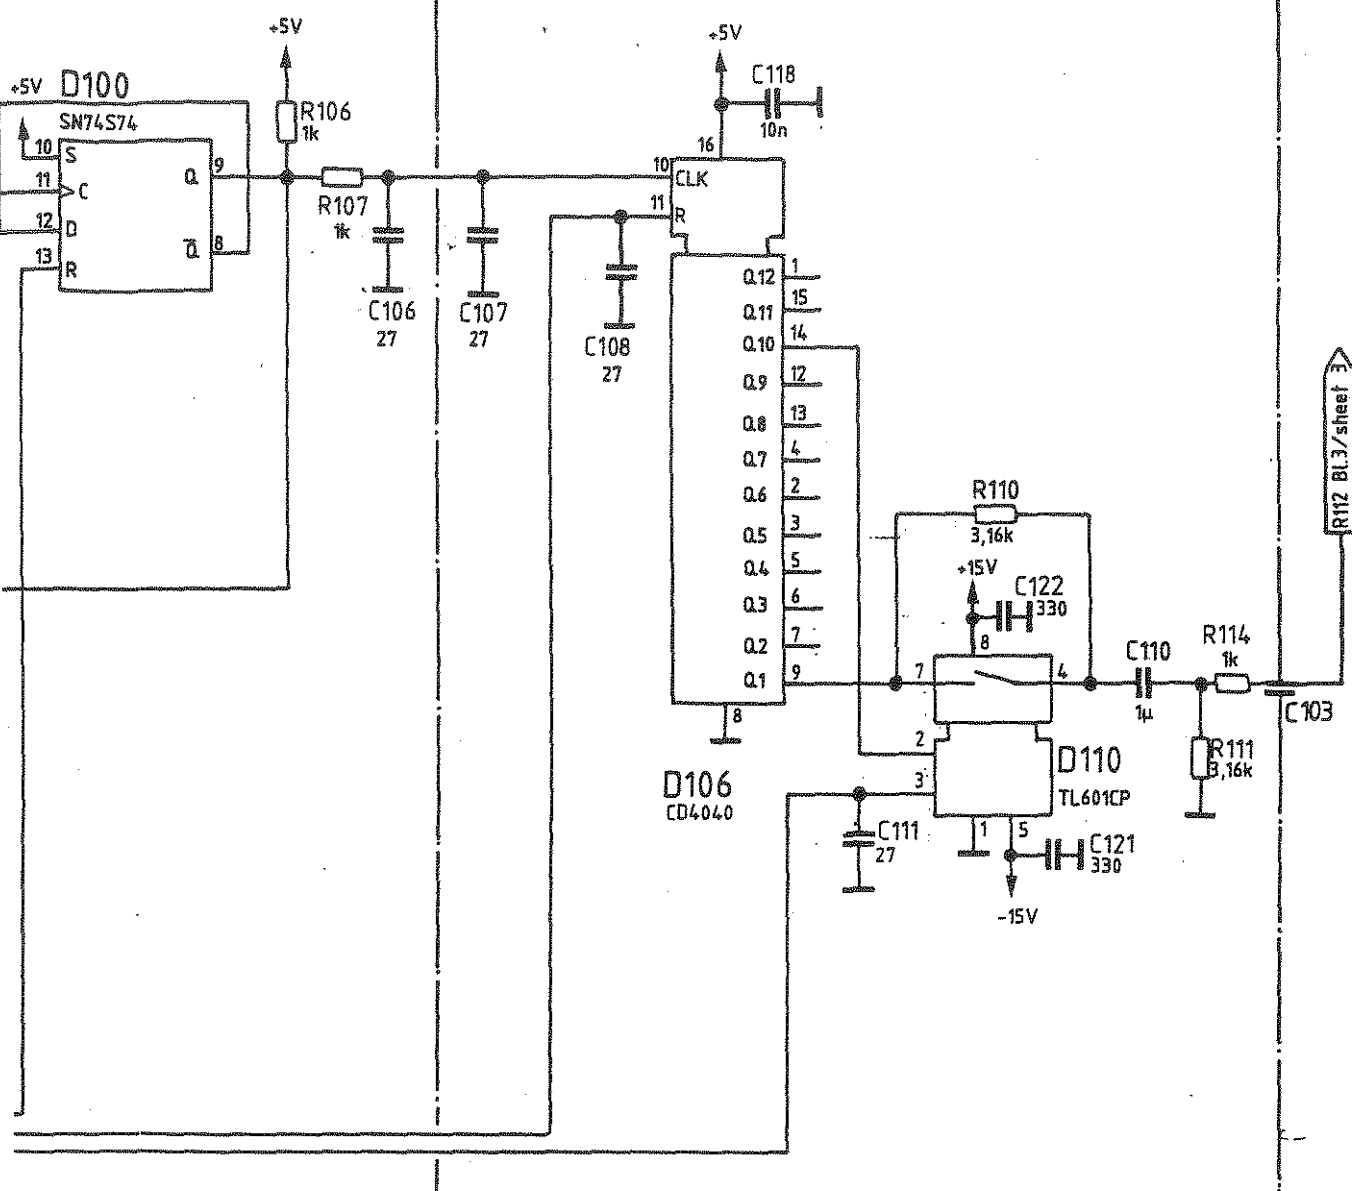 +5V
D100
SN74S74
10
S
11
C
12
D
13
R
Q
9
Q̅
8
+5V
R106
1k
R107
1k
C106
27
C107
27
C108
27
+5V
C118
10n
16
10
CLK
11
R
Q12
1
Q11
15
Q10
14
Q9
12
Q8
13
Q7
4
Q6
2
Q5
3
Q4
5
Q3
6
Q2
7
Q1
9
8
D106
CD4040
R110
3,16k
+15V
C122
330
8
7
4
2
3
D110
TL601CP
1
5
C111
27
C121
330
-15V
C110
1µ
R114
1k
R111
3,16k
C103
R112 BL3/sheet 3